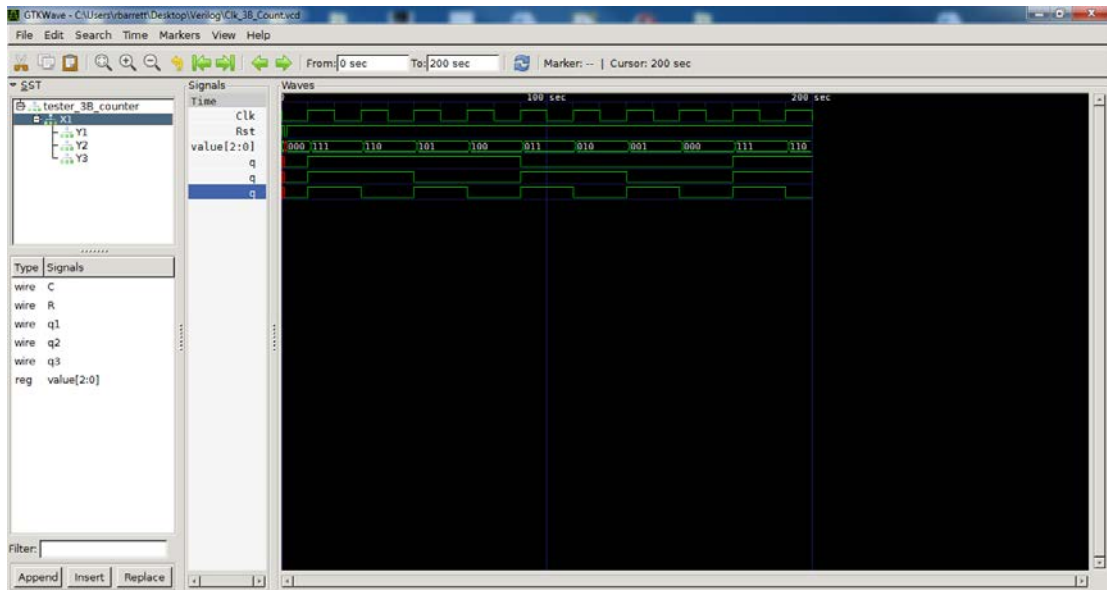 GTKWave - C:\Users\rbarrett\Desktop\Verilog\Clk_3B_Count.vcd
File Edit Search Time Markers View Help
From: 0 sec To: 200 sec Marker: -- | Cursor: 200 sec
SST
tester_3B_counter
X1
Y1
Y2
Y3
Type Signals
wire C
wire R
wire q1
wire q2
wire q3
reg value[2:0]
Filter:
Append Insert Replace
Signals
Time
Clk
Rst
value[2:0]
q
q
q
Waves
100 sec 200 sec
000 111 110 101 100 011 010 001 000 111 110